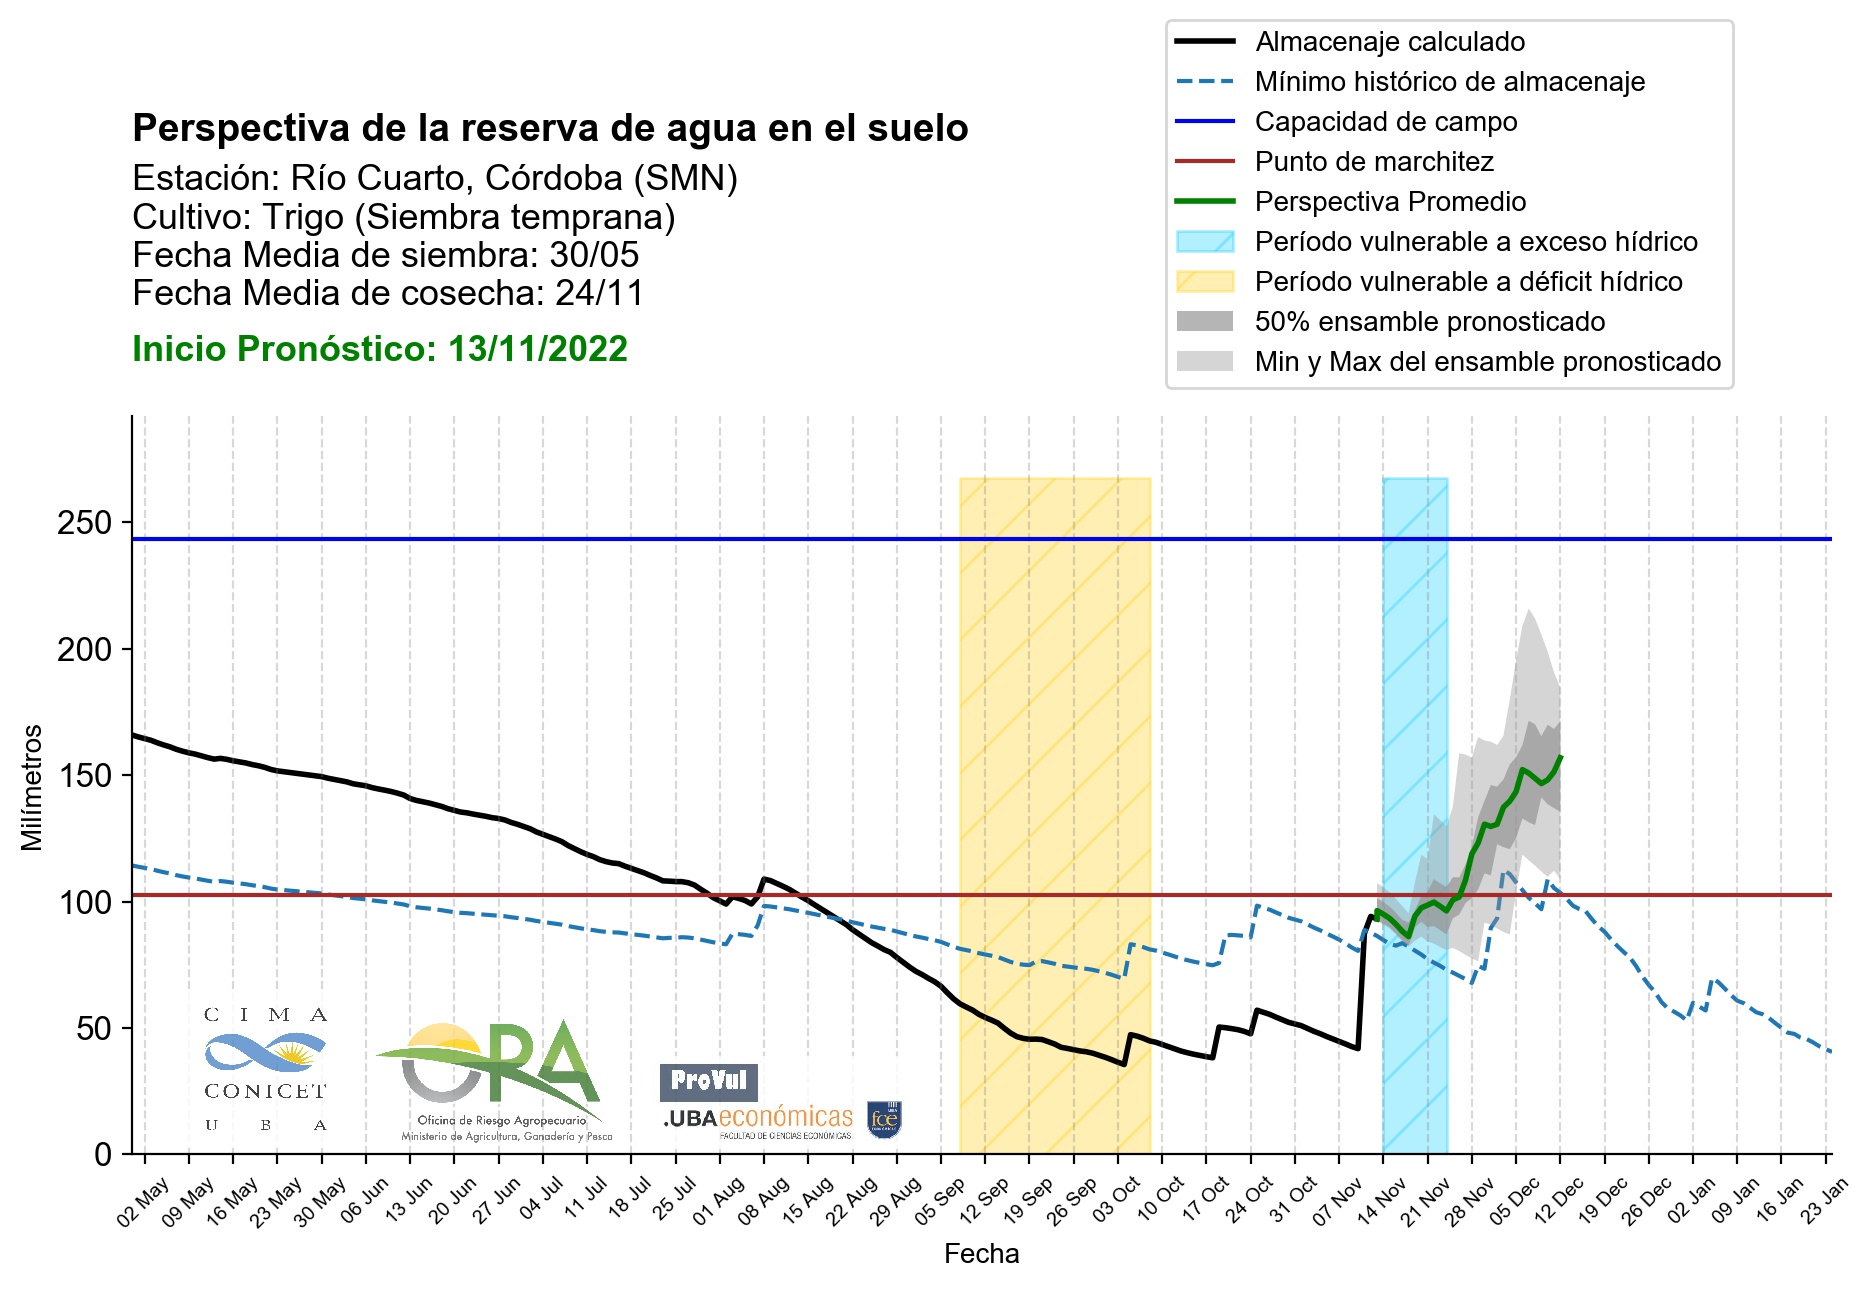 Almacenaje calculado
Mínimo histórico de almacenaje
Capacidad de campo
Punto de marchitez
Perspectiva Promedio
Período vulnerable a exceso hídrico
Período vulnerable a déficit hídrico
50% ensamble pronosticado
Min y Max del ensamble pronosticado
Perspectiva de la reserva de agua en el suelo
Estación: Río Cuarto, Córdoba (SMN)
Cultivo: Trigo (Siembra temprana)
Fecha Media de siembra: 30/05
Fecha Media de cosecha: 24/11
Inicio Pronóstico: 13/11/2022
250
200
150
100
50
0
Milímetros
C I M A
CONICET
U B A
ORA
Oficina de Riesgo Agropecuario
Ministerio de Agricultura, Ganadería y Pesca
ProVul
.UBAeconómicas
FACULTAD DE CIENCIAS ECONÓMICAS
UBA
fce
ECONÓMICAS
02 May
09 May
16 May
23 May
30 May
06 Jun
13 Jun
20 Jun
27 Jun
04 Jul
11 Jul
18 Jul
25 Jul
01 Aug
08 Aug
15 Aug
22 Aug
29 Aug
05 Sep
12 Sep
19 Sep
26 Sep
03 Oct
10 Oct
17 Oct
24 Oct
31 Oct
07 Nov
14 Nov
21 Nov
28 Nov
05 Dec
12 Dec
19 Dec
26 Dec
02 Jan
09 Jan
16 Jan
23 Jan
Fecha